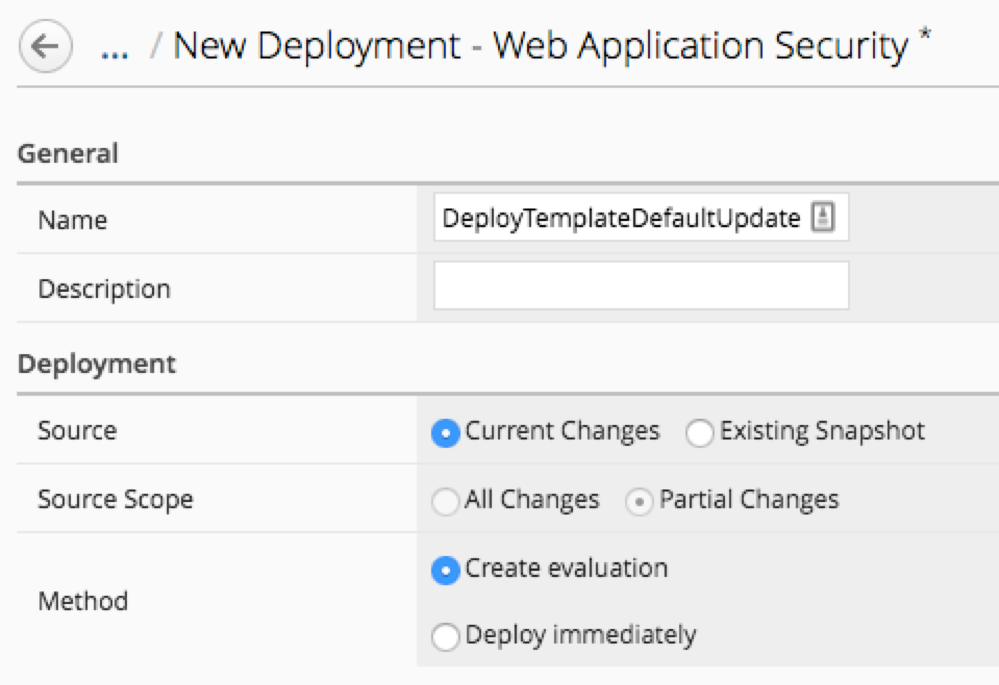 ... / New Deployment - Web Application Security *
General
Name DeployTemplateDefaultUpdate
Description
Deployment
Source Current Changes Existing Snapshot
Source Scope All Changes Partial Changes
Create evaluation
Method
Deploy immediately